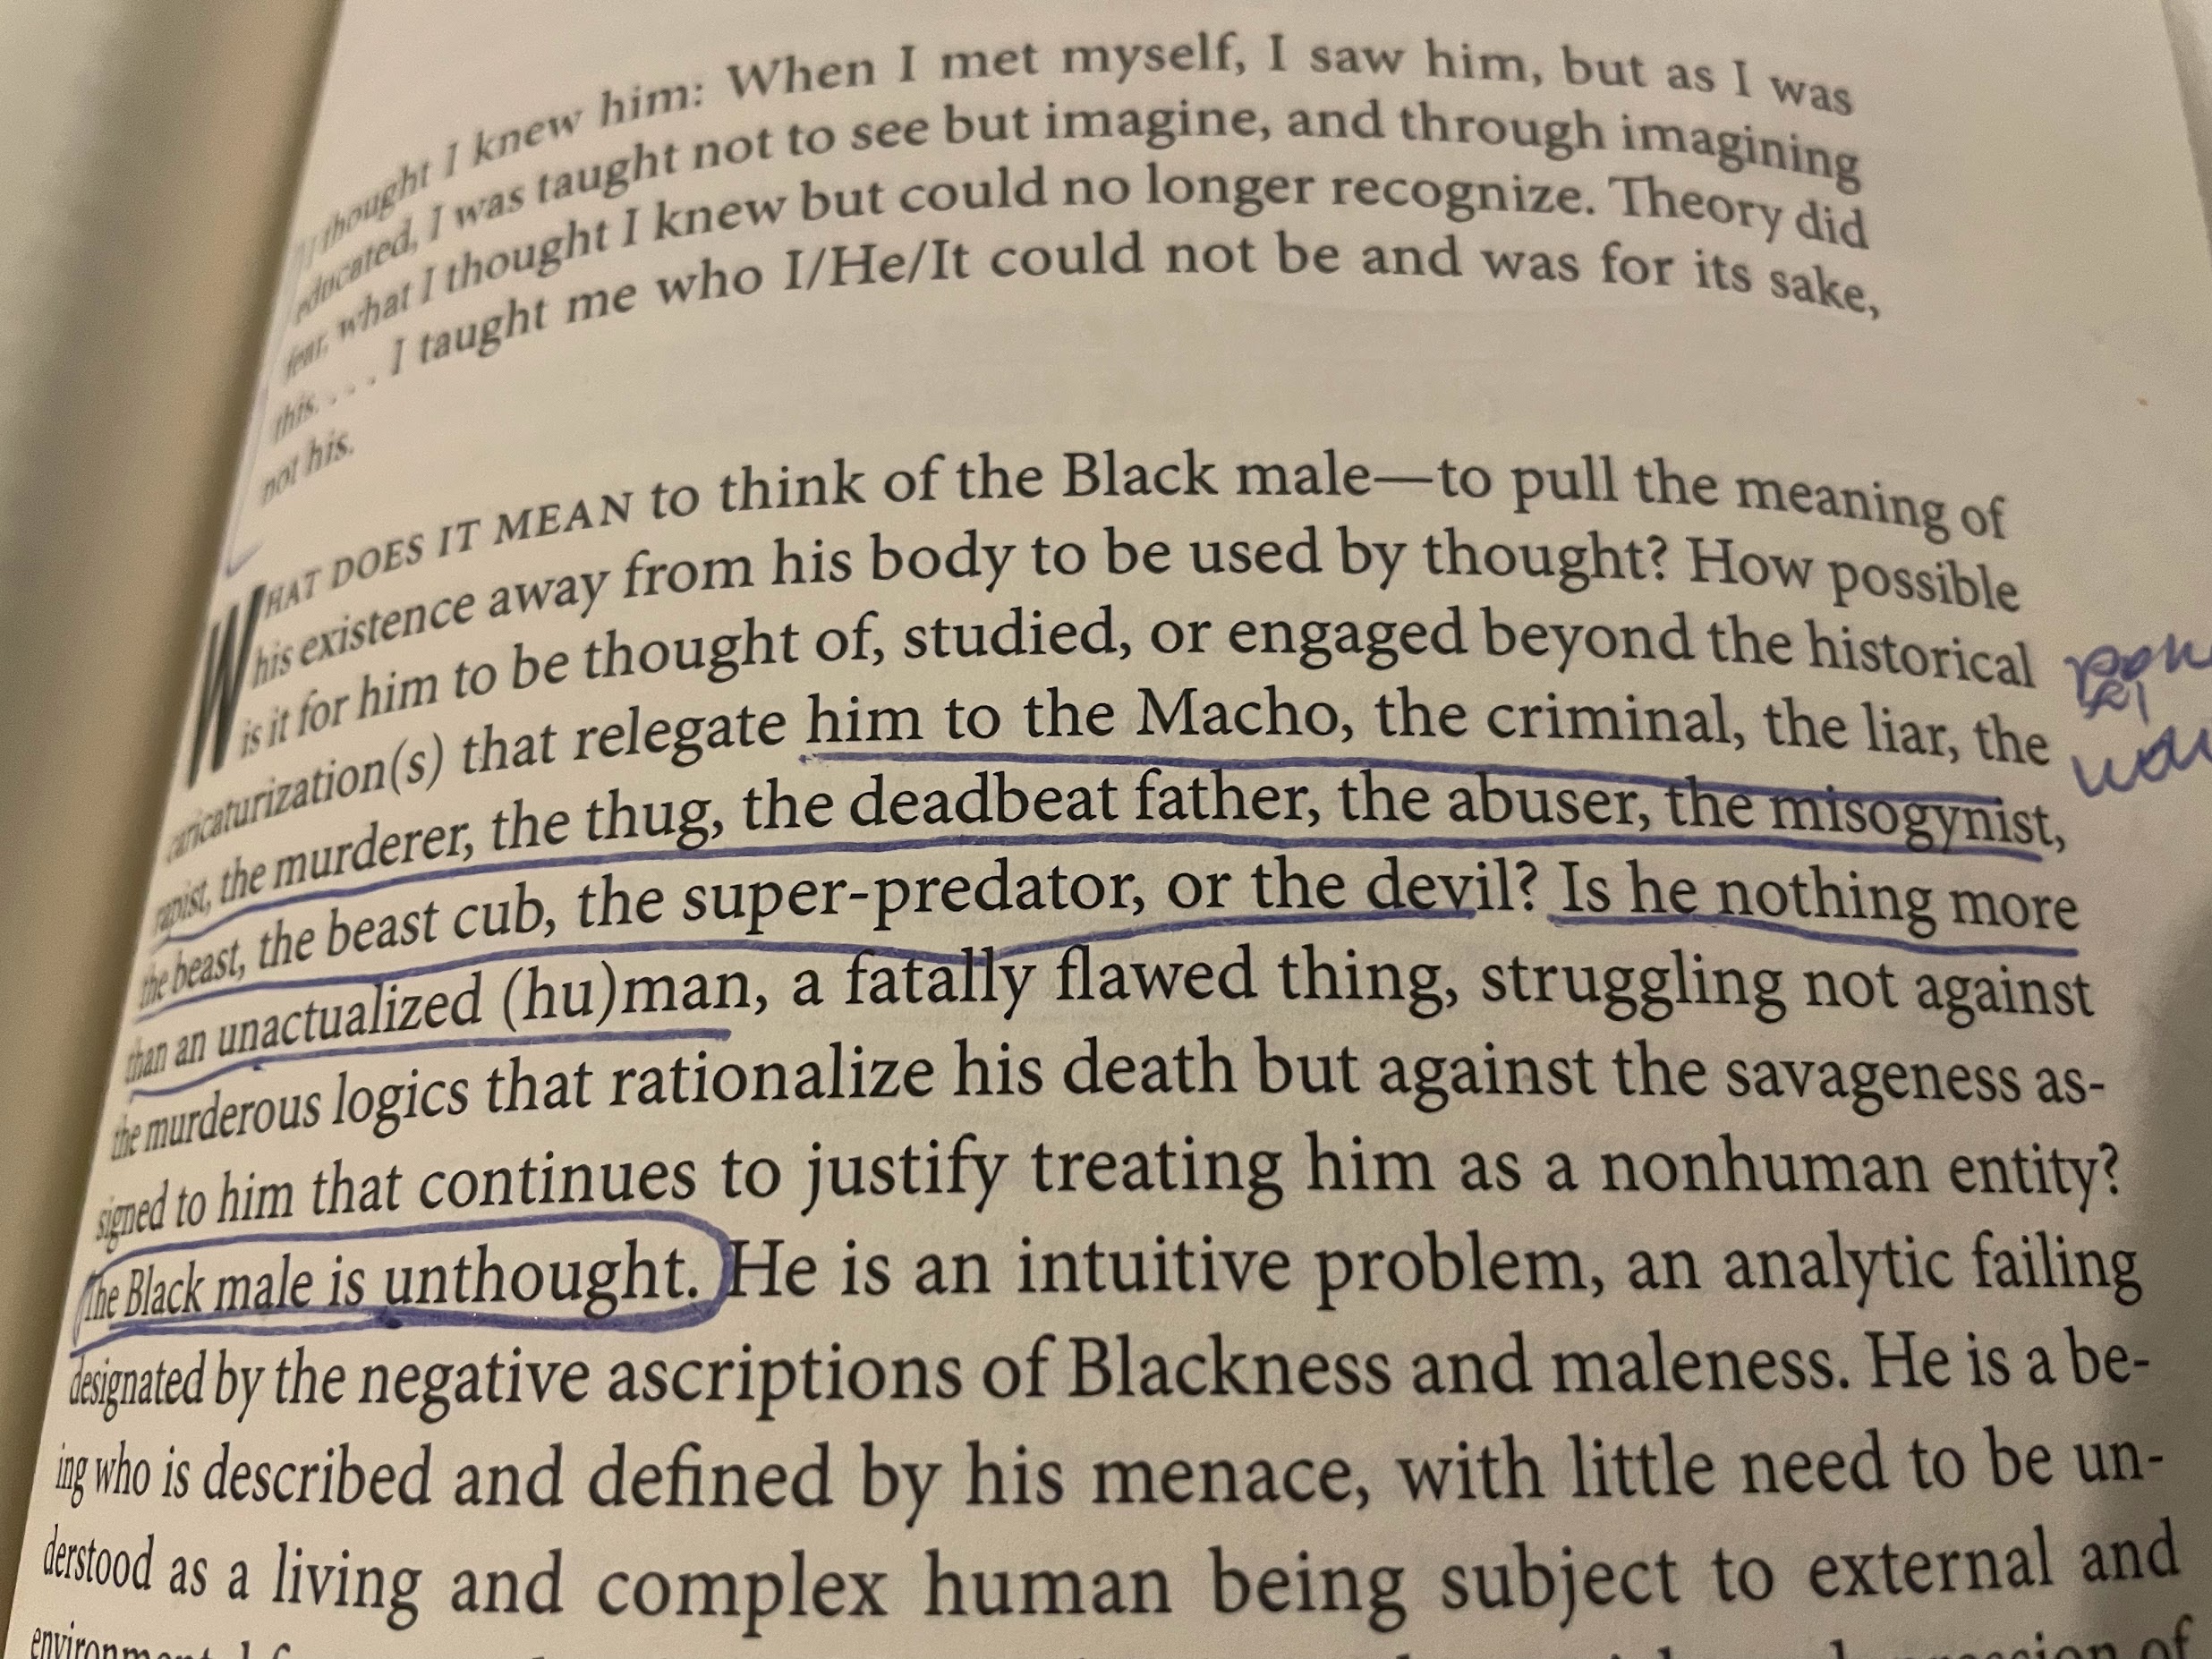 I thought I knew him: When I met myself, I saw him, but as I was
educated, I was taught not to see but imagine, and through imagining
fear, what I thought I knew but could no longer recognize. Theory did
this. . . . I taught me who I/He/It could not be and was for its sake,
not his.
WHAT DOES IT MEAN to think of the Black male—to pull the meaning of
his existence away from his body to be used by thought? How possible
is it for him to be thought of, studied, or engaged beyond the historical
caricaturization(s) that relegate him to the Macho, the criminal, the liar, the
rapist, the murderer, the thug, the deadbeat father, the abuser, the misogynist,
the beast, the beast cub, the super-predator, or the devil? Is he nothing more
than an unactualized (hu)man, a fatally flawed thing, struggling not against
the murderous logics that rationalize his death but against the savageness as-
signed to him that continues to justify treating him as a nonhuman entity?
The Black male is unthought. He is an intuitive problem, an analytic failing
designated by the negative ascriptions of Blackness and maleness. He is a be-
ing who is described and defined by his menace, with little need to be un-
derstood as a living and complex human being subject to external and